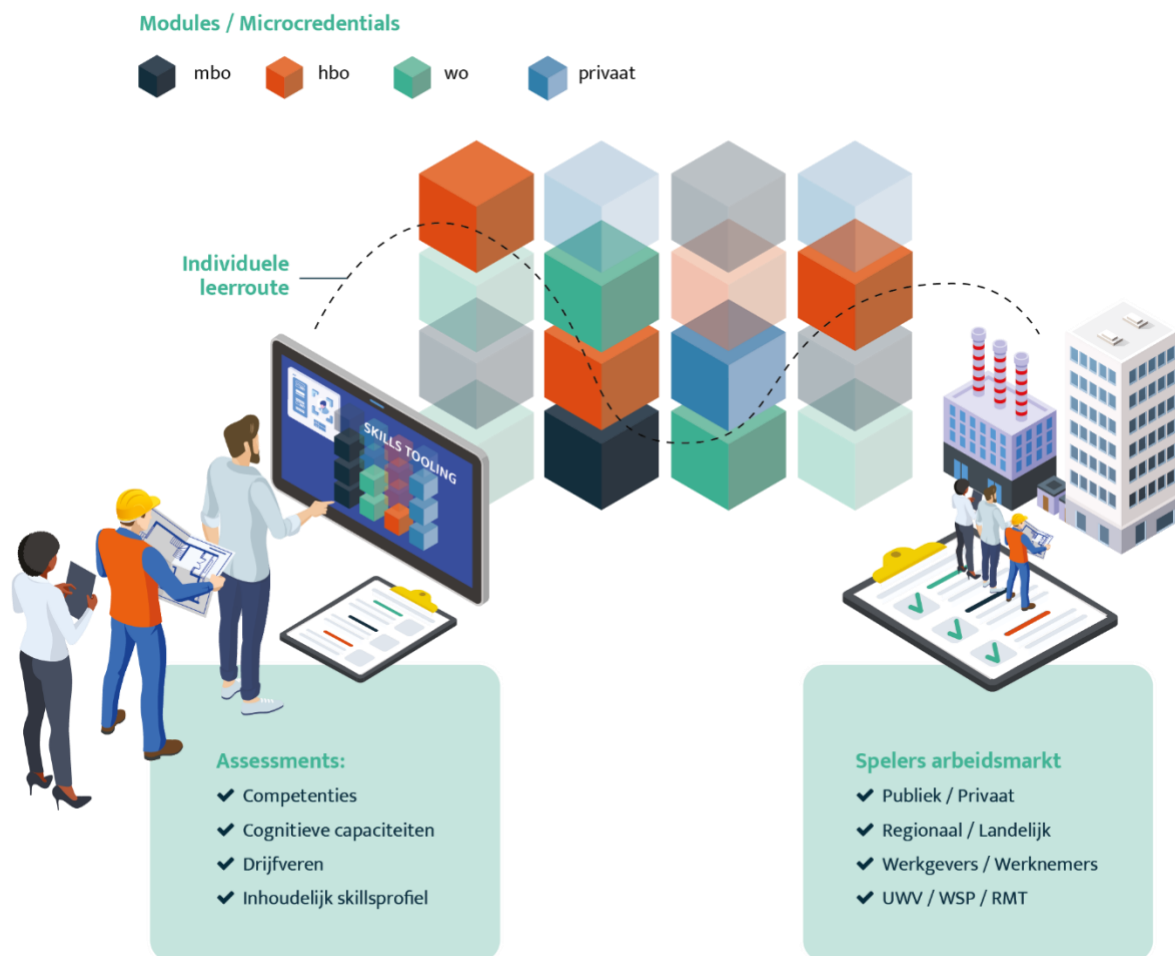 Modules / Microcredentials
mbo
hbo
wo
privaat
Individuele
leerroute
SKILLS TOOLING
Assessments:
Competenties
Cognitieve capaciteiten
Drijfveren
Inhoudelijk skillsprofiel
Spelers arbeidsmarkt
Publiek / Privaat
Regionaal / Landelijk
Werkgevers / Werknemers
UWV / WSP / RMT